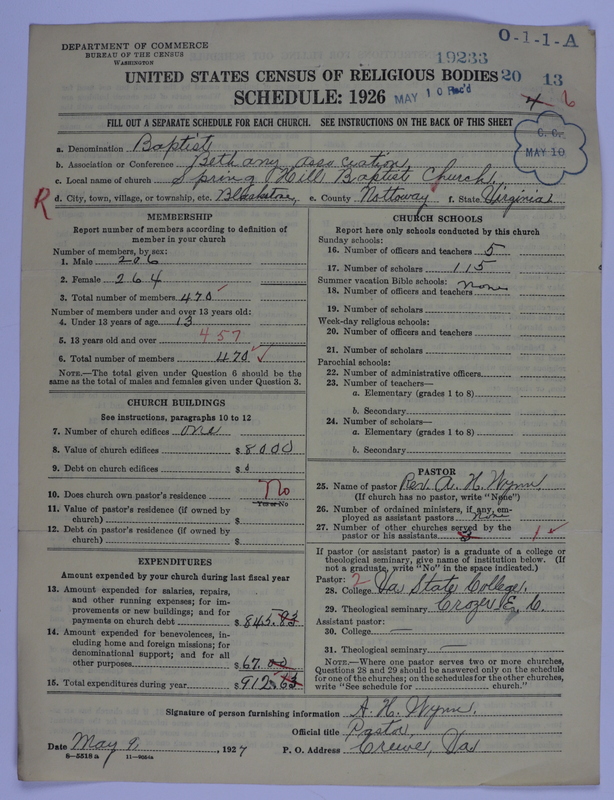 DEPARTMENT OF COMMERCE
BUREAU OF THE CENSUS
WASHINGTON
O-1-1-A
19233
UNITED STATES CENSUS OF RELIGIOUS BODIES 20 13
SCHEDULE: 1926 MAY 10 Rec'd
4 6
FILL OUT A SEPARATE SCHEDULE FOR EACH CHURCH. SEE INSTRUCTIONS ON THE BACK OF THIS SHEET
C. C.
MAY 10
a. Denomination Baptist
b. Association or Conference Bethany association
c. Local name of church Spring Hill Baptist Church
R d. City, town, village, or township, etc. Blackstone, e. County Nottoway f. State Virginia
MEMBERSHIP
Report number of members according to definition of
member in your church
Number of members, by sex:
1. Male 206
2. Female 264
3. Total number of members 470
Number of members under and over 13 years old:
4. Under 13 years of age 13
5. 13 years old and over 457
6. Total number of members 470
NOTE.—The total given under Question 6 should be
same as the total of males and females given under Question 3.
CHURCH BUILDINGS
See instructions, paragraphs 10 to 12
7. Number of church edifices one
8. Value of church edifices $8000
9. Debt on church edifices $0
10. Does church own pastor's residence No
Yes or No
11. Value of pastor's residence (if owned by
church) $
12. Debt on pastor's residence (if owned by
church) $
EXPENDITURES
Amount expended by your church during last fiscal year
13. Amount expended for salaries, repairs,
and other running expenses; for im-
provements or new buildings; and for
payments on church debt $845.83
14. Amount expended for benevolences, in-
cluding home and foreign missions; for
denominational support; and for all
other purposes $67.00
15. Total expenditures during year $912.83
CHURCH SCHOOLS
Report here only schools conducted by this church
Sunday schools:
16. Number of officers and teachers 5
17. Number of scholars 115
Summer vacation Bible schools:
18. Number of officers and teachers none
19. Number of scholars
Week-day religious schools:
20. Number of officers and teachers
21. Number of scholars
Parochial schools:
22. Number of administrative officers
23. Number of teachers—
a. Elementary (grades 1 to 8)
b. Secondary
24. Number of scholars—
a. Elementary (grades 1 to 8)
b. Secondary
PASTOR
25. Name of pastor Rev. A. H. Wynn
(If church has no pastor, write "None")
26. Number of ordained ministers, if any, em-
ployed as assistant pastors none
27. Number of other churches served by the
pastor or his assistants 1
If pastor (or assistant pastor) is a graduate of a college or
theological seminary, give name of institution below. (If
not a graduate, write "No" in the space indicated.)
Pastor: 2
28. College Va State College.
29. Theological seminary Crozer E. C.
Assistant pastor:
30. College —
31. Theological seminary —
NOTE.—Where one pastor serves two or more churches,
Questions 28 and 29 should be answered only on the schedule
for one of the churches; on the schedules for the other churches,
write "See schedule for church."
Signature of person furnishing information A. H. Wynn.
Official title Pastor,
Date May 9, 1927 P. O. Address Crewe, Va
8—5518 a